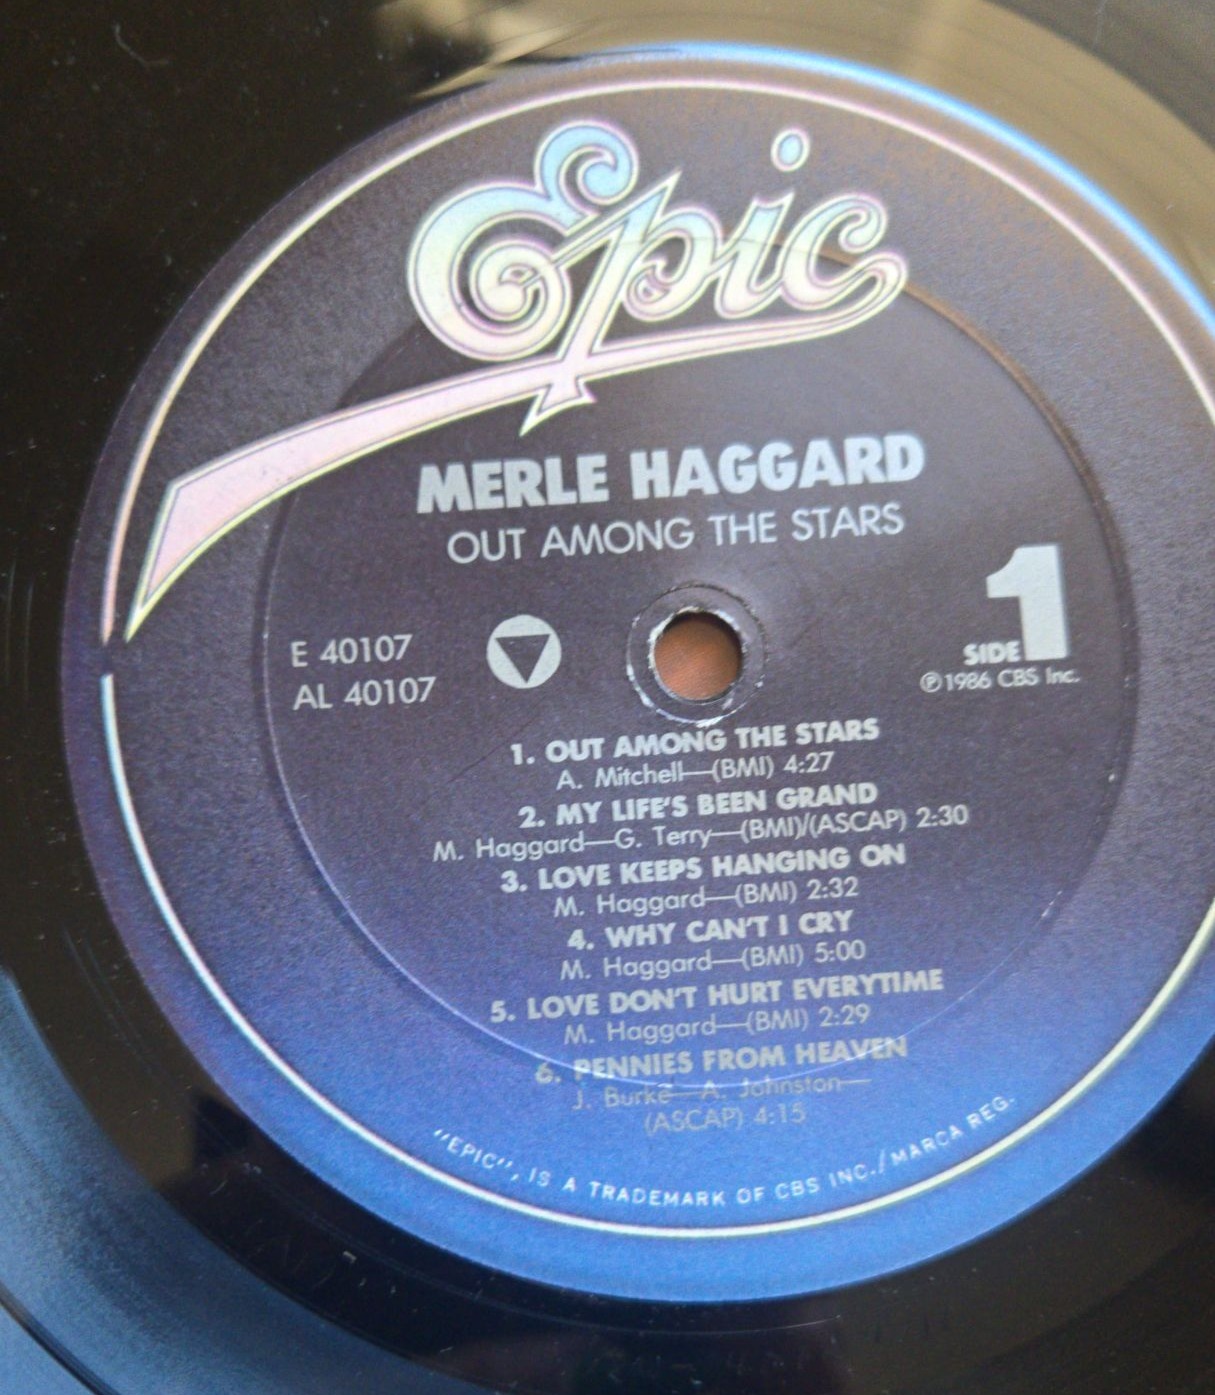 Epic
MERLE HAGGARD
OUT AMONG THE STARS
E 40107
AL 40107
SIDE 1
℗1986 CBS Inc.
1. OUT AMONG THE STARS
A. Mitchell—(BMI) 4:27
2. MY LIFE'S BEEN GRAND
M. Haggard—G. Terry—(BMI)/(ASCAP) 2:30
3. LOVE KEEPS HANGING ON
M. Haggard—(BMI) 2:32
4. WHY CAN'T I CRY
M. Haggard—(BMI) 5:00
5. LOVE DON'T HURT EVERYTIME
M. Haggard—(BMI) 2:29
6. PENNIES FROM HEAVEN
J. Burke—A. Johnston—
(ASCAP) 4:15
"EPIC", IS A TRADEMARK OF CBS INC./MARCA REG.